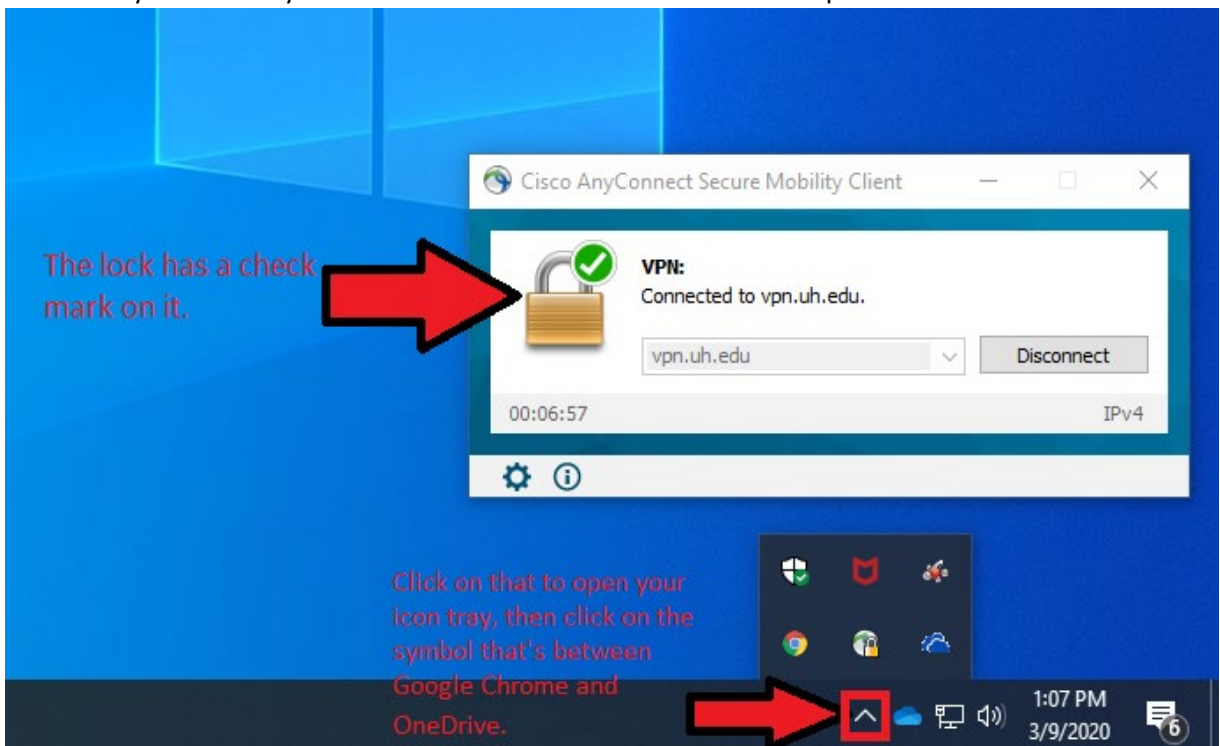 Cisco AnyConnect Secure Mobility Client
The lock has a check
mark on it.
VPN:
Connected to vpn.uh.edu.
vpn.uh.edu
Disconnect
00:06:57
IPv4
Click on that to open your
icon tray, then click on the
symbol that's between
Google Chrome and
OneDrive.
1:07 PM
3/9/2020
6